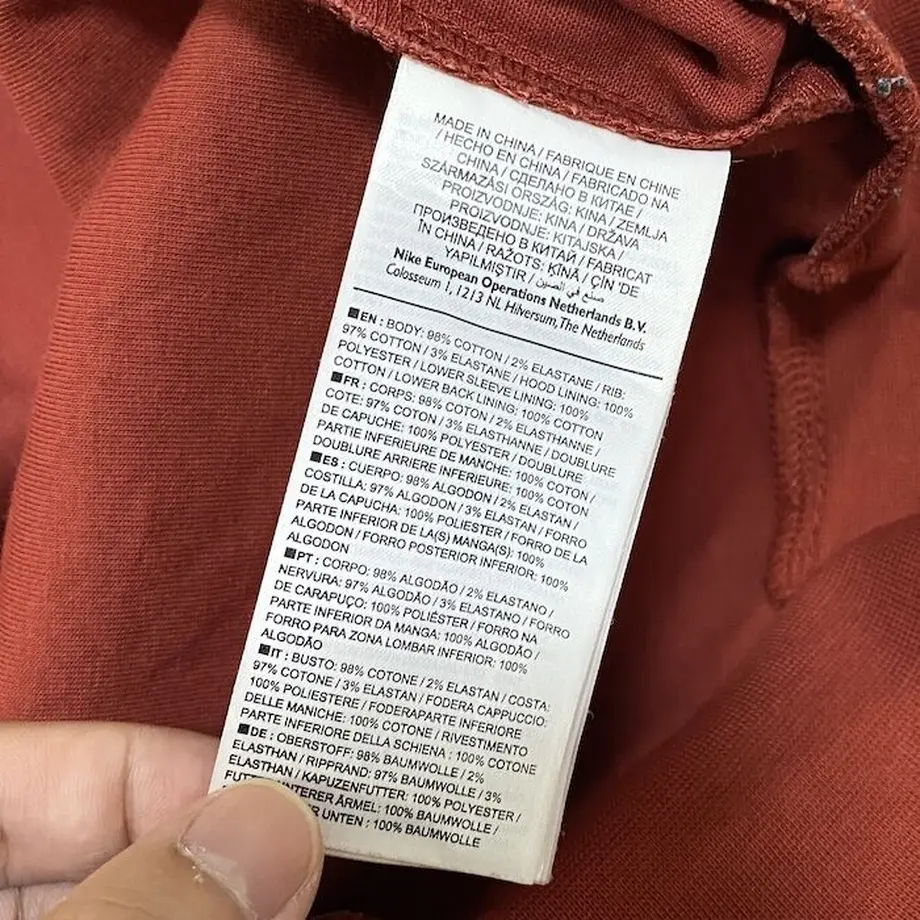 MADE IN CHINA / FABRIQUE EN CHINE
/ HECHO EN CHINA / FABRICADO NA
CHINA / СДЕЛАНО В КИТАЕ /
SZÁRMAZÁSI ORSZÁG: KÍNA / ZEMLJA
PROIZVODNJE: KINA / DRŽAVA
PROIZVODNJE: KITAJSKA /
ПРОИЗВЕДЕНО В КИТАЙ / FABRICAT
ÎN CHINA / RAŽOTS: ĶĪNĀ / ÇİN 'DE
YAPILMIŞTIR / صنع في الصين
Nike European Operations Netherlands B.V.
Colosseum 1, 1213 NL Hilversum, The Netherlands
■EN : BODY: 98% COTTON / 2% ELASTANE / RIB:
97% COTTON / 3% ELASTANE / HOOD LINING: 100%
POLYESTER / LOWER SLEEVE LINING: 100%
COTTON / LOWER BACK LINING: 100% COTTON
■FR : CORPS: 98% COTON / 2% ELASTHANNE /
COTE: 97% COTON / 3% ELASTHANNE / DOUBLURE
DE CAPUCHE: 100% POLYESTER / DOUBLURE
PARTIE INFERIEURE DE MANCHE: 100% COTON /
DOUBLURE ARRIERE INFERIEURE: 100% COTON
■ES : CUERPO: 98% ALGODON / 2% ELASTAN /
COSTILLA: 97% ALGODON / 3% ELASTAN / FORRO
DE LA CAPUCHA: 100% POLIESTER / FORRO DE LA
PARTE INFERIOR DE LA(S) MANGA(S): 100%
ALGODON / FORRO POSTERIOR INFERIOR: 100%
ALGODON
■PT : CORPO: 98% ALGODÃO / 2% ELASTANO /
NERVURA: 97% ALGODÃO / 3% ELASTANO / FORRO
DE CARAPUÇO: 100% POLIÉSTER / FORRO NA
PARTE INFERIOR DA MANGA: 100% ALGODÃO /
FORRO PARA ZONA LOMBAR INFERIOR: 100%
ALGODÃO
■IT : BUSTO: 98% COTONE / 2% ELASTAN / COSTA:
97% COTONE / 3% ELASTAN / FODERA CAPPUCCIO:
100% POLIESTERE / FODERAPARTE INFERIORE
DELLE MANICHE: 100% COTONE / RIVESTIMENTO
PARTE INFERIORE DELLA SCHIENA : 100% COTONE
■DE : OBERSTOFF: 98% BAUMWOLLE / 2%
ELASTHAN / RIPPRAND: 97% BAUMWOLLE / 3%
ELASTHAN / KAPUZENFUTTER: 100% POLYESTER /
ÄRMEL: 100% BAUMWOLLE /
UNTEN : 100% BAUMWOLLE